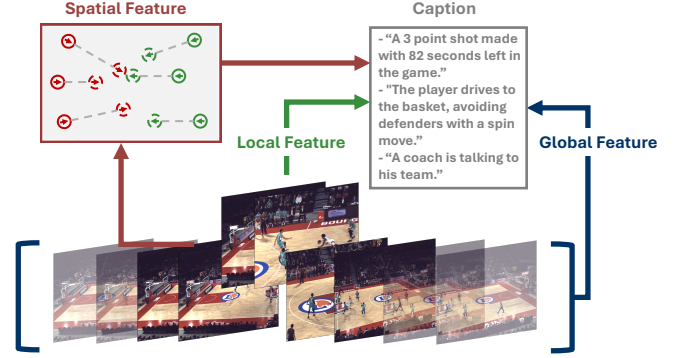 Spatial Feature
Caption
- “A 3 point shot made
with 82 seconds left in
the game.”
- "The player drives to
the basket, avoiding
defenders with a spin
move.”
- “A coach is talking to
his team.”
Local Feature
Global Feature